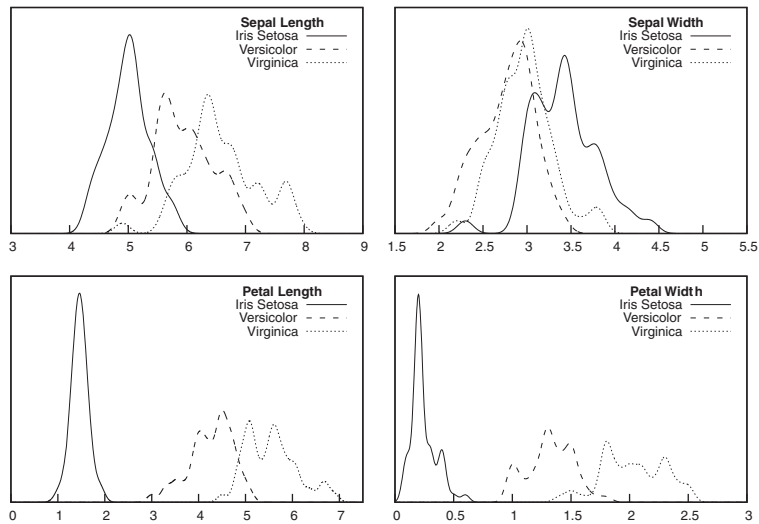 Sepal Length
Iris Setosa
Versicolor
Virginica
3 4 5 6 7 8 9
Sepal Width
Iris Setosa
Versicolor
Virginica
1.5 2 2.5 3 3.5 4 4.5 5 5.5
Petal Length
Iris Setosa
Versicolor
Virginica
0 1 2 3 4 5 6 7
Petal Width
Iris Setosa
Versicolor
Virginica
0 0.5 1 1.5 2 2.5 3